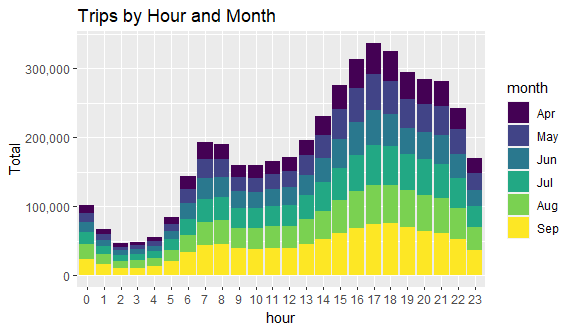 Trips by Hour and Month
Total
300,000
200,000
100,000
0
0 1 2 3 4 5 6 7 8 9 10 11 12 13 14 15 16 17 18 19 20 21 22 23
hour
month
Apr
May
Jun
Jul
Aug
Sep